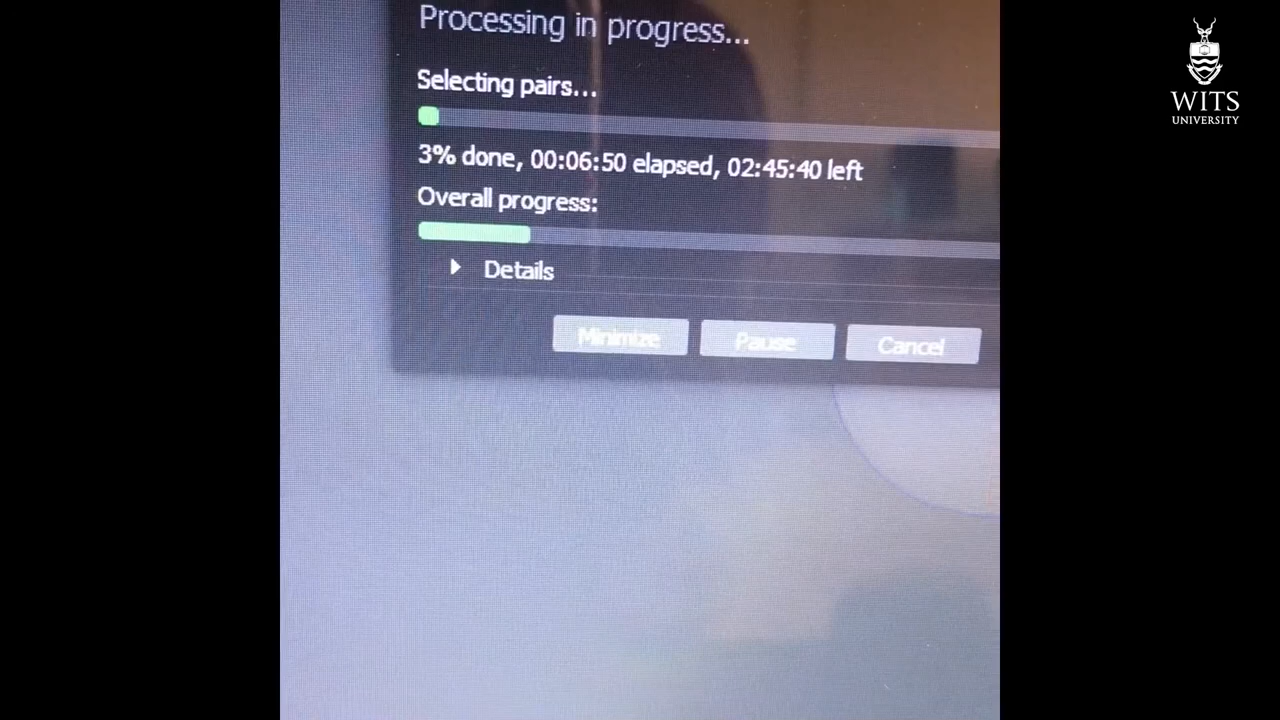 Processing in progress...
Selecting pairs...
3% done, 00:06:50 elapsed, 02:45:40 left
Overall progress:
Details
Minimize
Pause
Cancel
WITS
UNIVERSITY